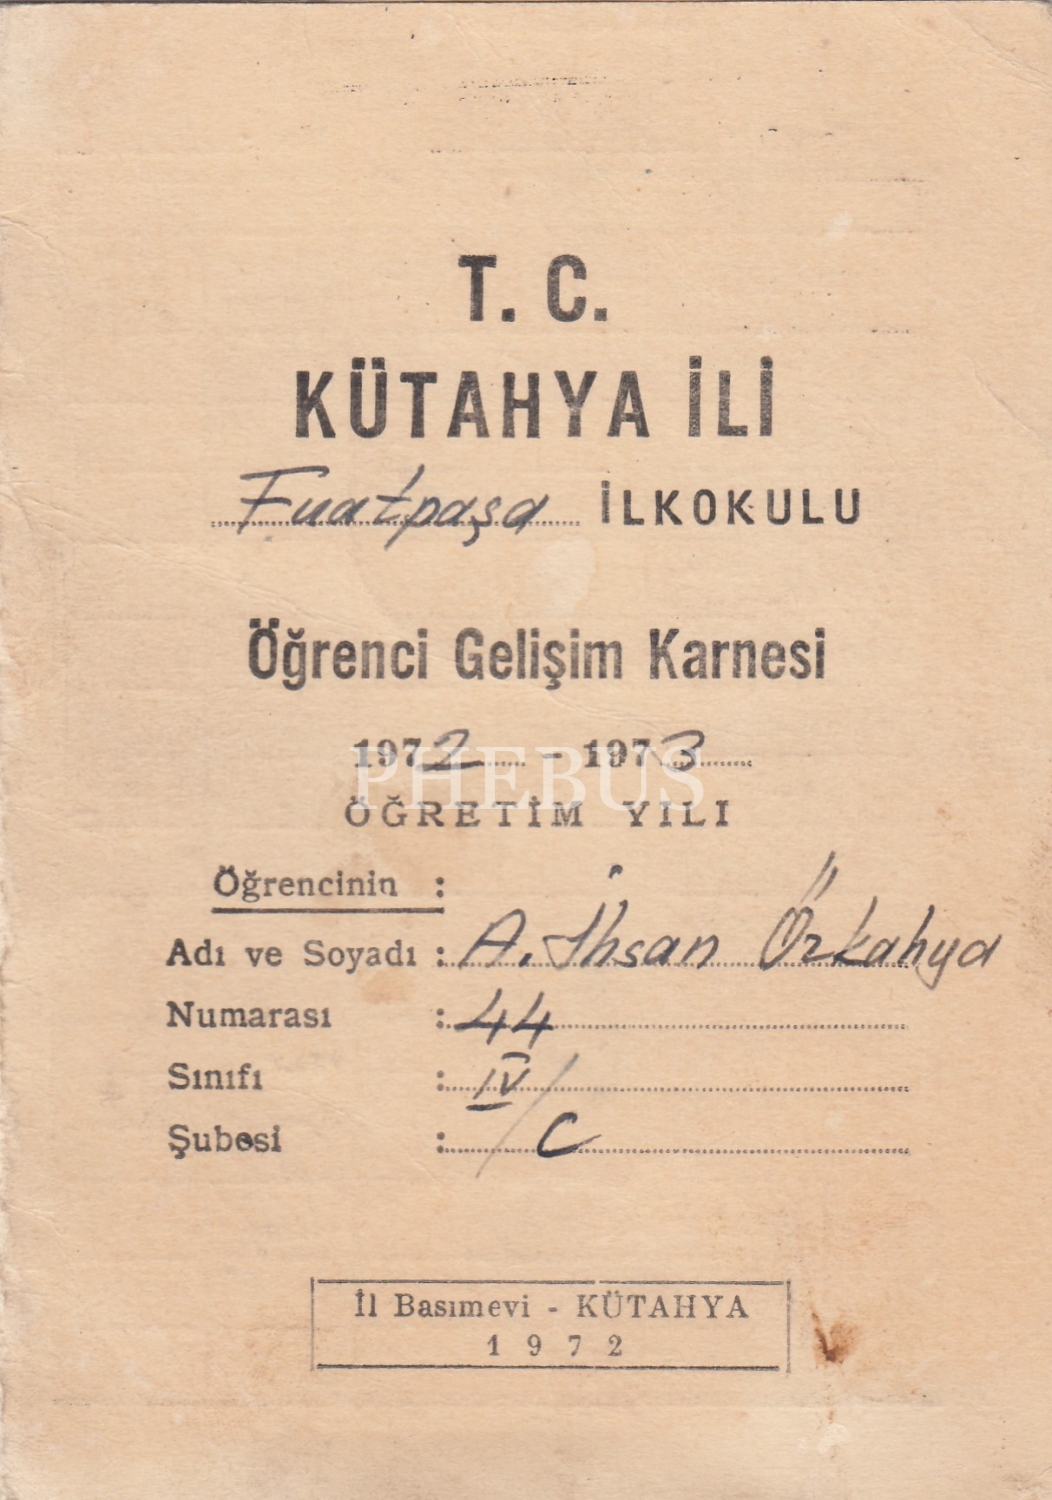 T. C.
KÜTAHYA İLİ
Fuatpaşa İLKOKULU
Öğrenci Gelişim Karnesi
1972 - 1973
PHEBUS
ÖĞRETİM YILI
Öğrencinin :
Adı ve Soyadı : A. İhsan Özkahya
Numarası : 44
Sınıfı : IV/
Şubesi : C
İl Basımevi - KÜTAHYA
1972